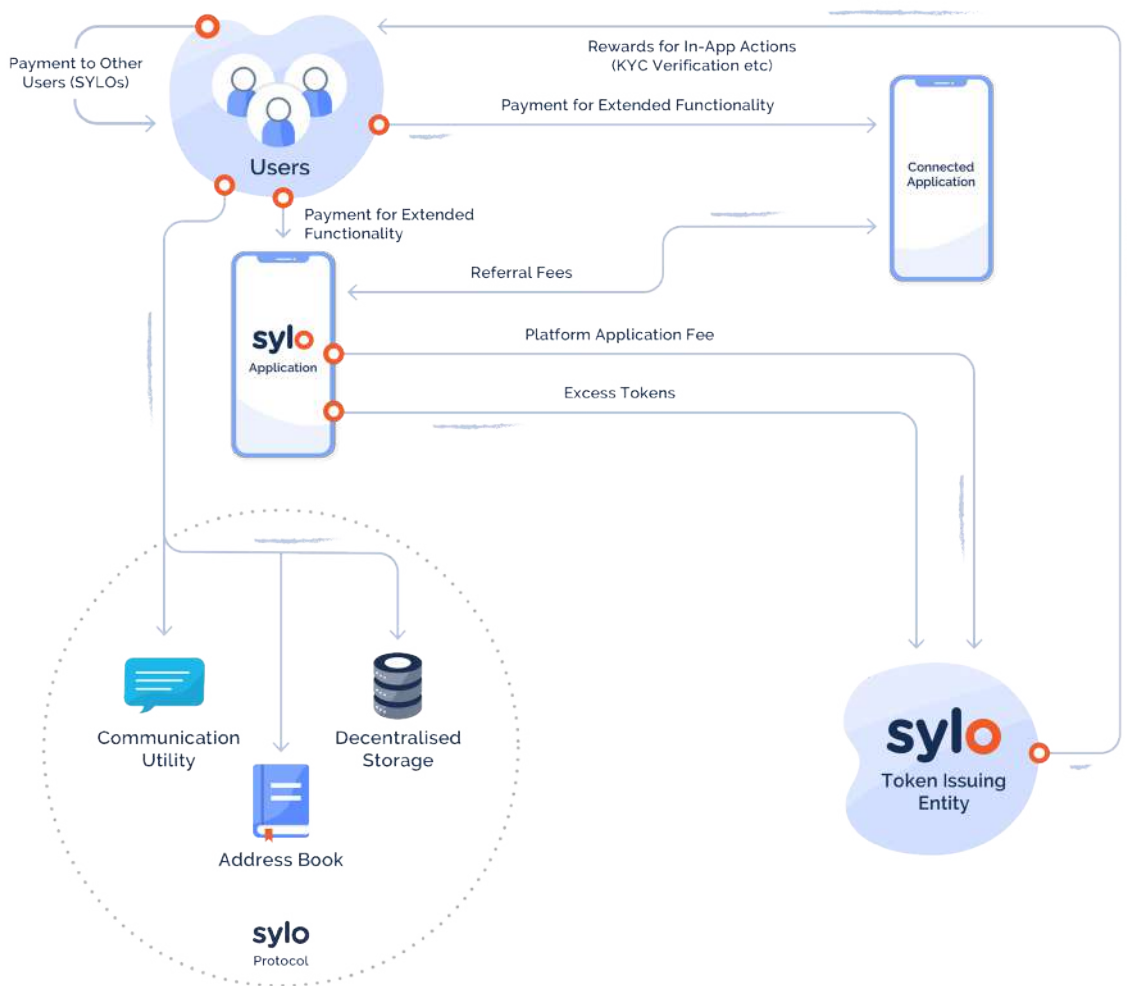 Payment to Other
Users (SYLOs)
Rewards for In-App Actions
(KYC Verification etc)
Payment for Extended Functionality
Users
Connected
Application
Payment for Extended
Functionality
Referral Fees
sylo
Application
Platform Application Fee
Excess Tokens
Communication
Utility
Decentralised
Storage
Address Book
sylo
Protocol
sylo
Token Issuing
Entity